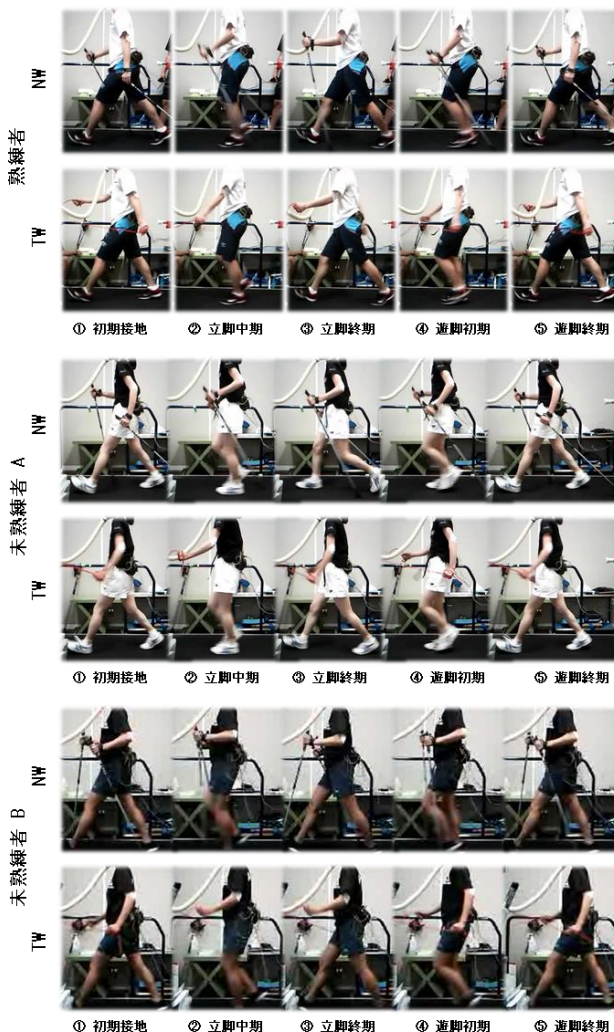 熟練者
NW
TW
① 初期接地 ② 立脚中期 ③ 立脚終期 ④ 遊脚初期 ⑤ 遊脚終期
未熟練者 A
NW
TW
① 初期接地 ② 立脚中期 ③ 立脚終期 ④ 遊脚初期 ⑤ 遊脚終期
未熟練者 B
NW
TW
① 初期接地 ② 立脚中期 ③ 立脚終期 ④ 遊脚初期 ⑤ 遊脚終期